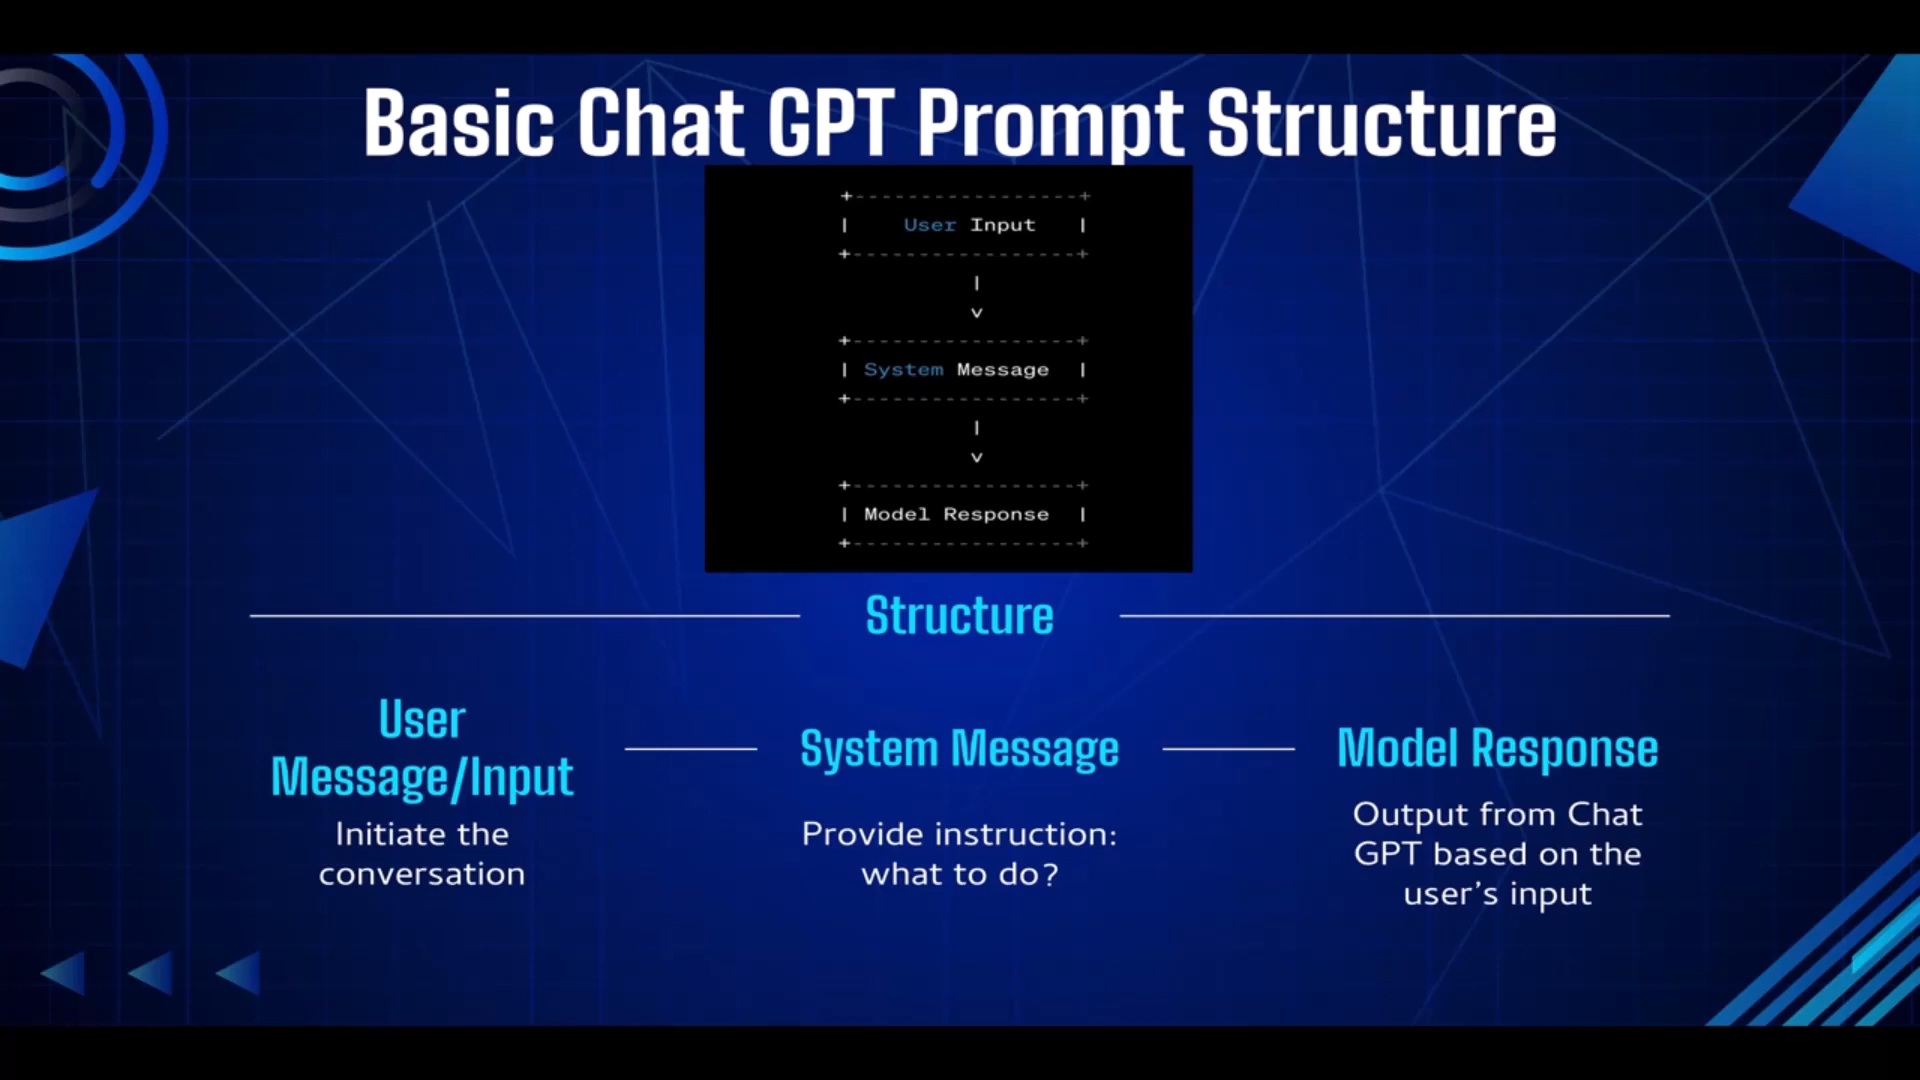 Basic Chat GPT Prompt Structure
+------------------+
| User Input |
+------------------+
|
v
+------------------+
| System Message |
+------------------+
|
v
+------------------+
| Model Response |
+------------------+
Structure
User
Message/Input
Initiate the
conversation
System Message
Provide instruction:
what to do?
Model Response
Output from Chat
GPT based on the
user's input